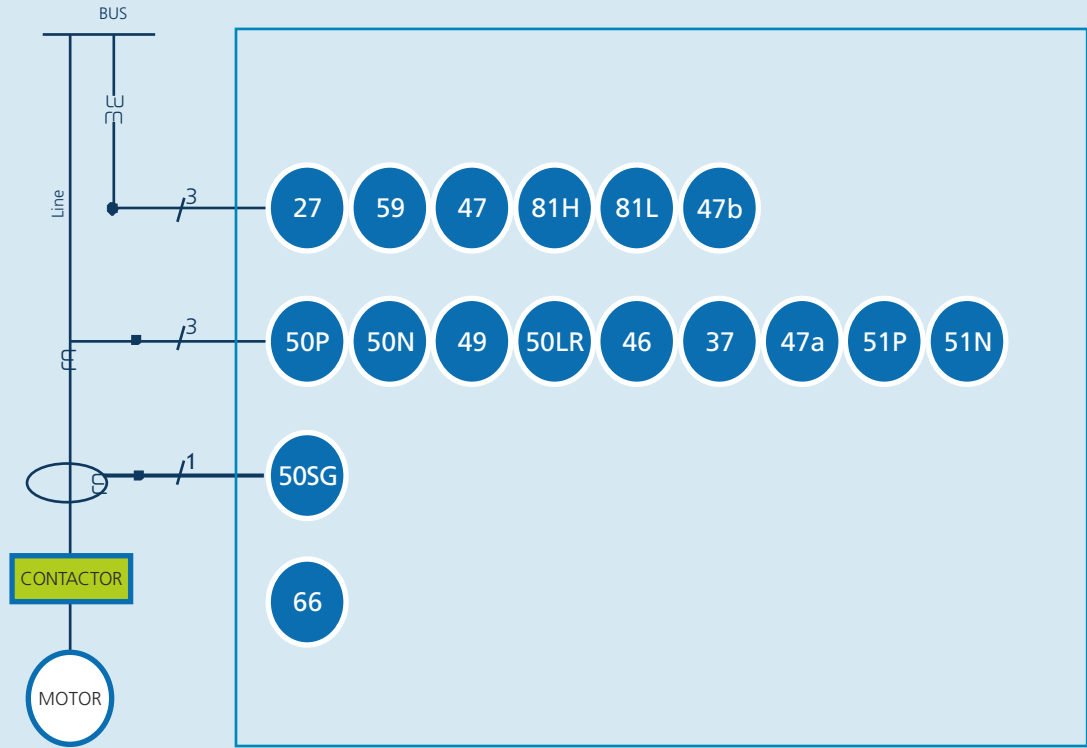 BUS
Line
3
27 59 47 81H 81L 47b
3
50P 50N 49 50LR 46 37 47a 51P 51N
1
50SG
CONTACTOR
66
MOTOR